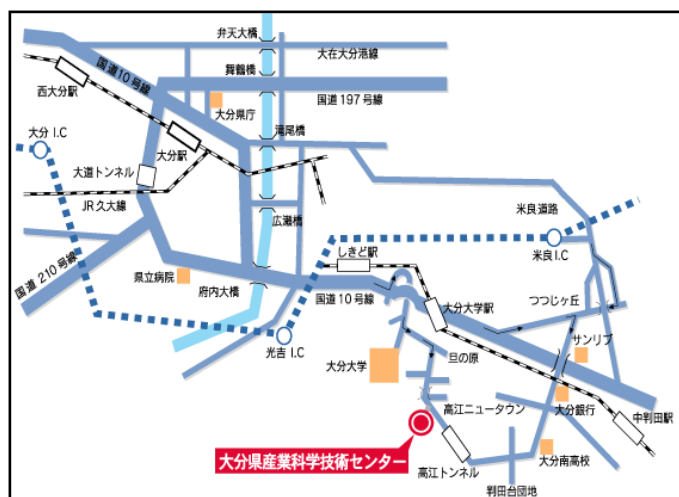 弁天大橋
大在大分港線
国道10号線
舞鶴橋
西大分駅
国道197号線
大分県庁
大分 I.C
滝尾橋
大分駅
大道トンネル
JR久大線
米良道路
広瀬橋
しきど駅
米良 I.C
国道 210号線
県立病院
府内大橋
国道10号線
大分大学駅
つつじヶ丘
光吉 I.C
サンリブ
大分大学
旦の原
高江ニュータウン
大分銀行
中判田駅
大分県産業科学技術センター
高江トンネル
大分南高校
判田台団地